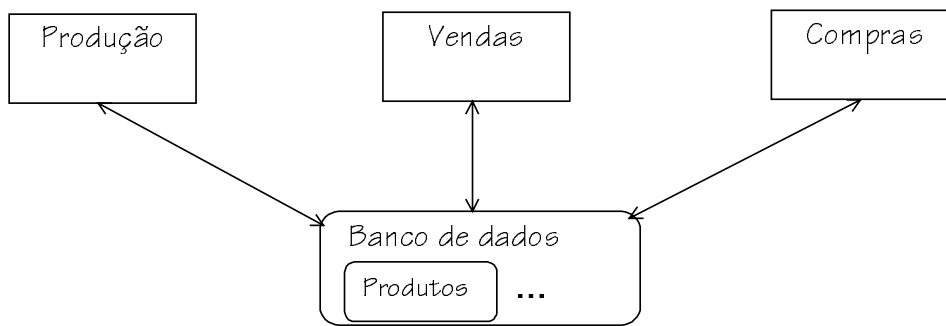 Produção
Vendas
Compras
Banco de dados
Produtos ...